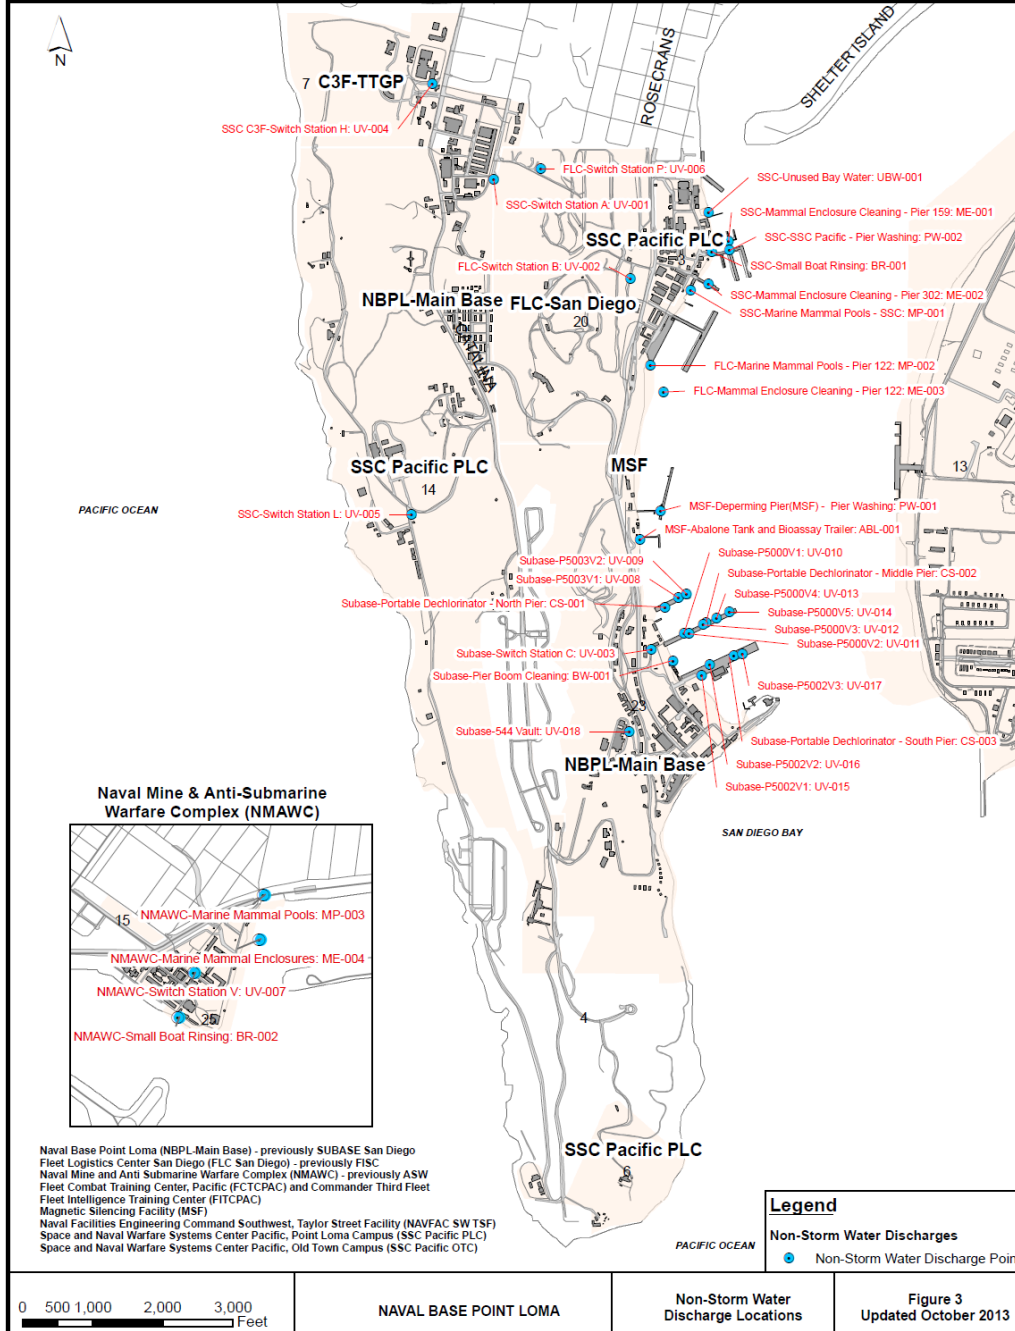 N
7 C3F-TTGP
SSC C3F-Switch Station H: UV-004
ROSECRANS
SHELTER ISLAND
FLC-Switch Station P: UV-006
SSC-Switch Station A: UV-001
SSC-Unused Bay Water: UBW-001
SSC-Mammal Enclosure Cleaning - Pier 159: ME-001
SSC Pacific PLC
SSC-SSC Pacific - Pier Washing: PW-002
3
SSC-Small Boat Rinsing: BR-001
FLC-Switch Station B: UV-002
SSC-Mammal Enclosure Cleaning - Pier 302: ME-002
NBPL-Main Base
FLC-San Diego
SSC-Marine Mammal Pools - SSC: MP-001
20
FLC-Marine Mammal Pools - Pier 122: MP-002
FLC-Mammal Enclosure Cleaning - Pier 122: ME-003
SSC Pacific PLC
MSF
13
14
PACIFIC OCEAN
SSC-Switch Station L: UV-005
MSF-Deperming Pier(MSF) - Pier Washing: PW-001
MSF-Abalone Tank and Bioassay Trailer: ABL-001
Subase-P5003V2: UV-009
Subase-P5000V1: UV-010
Subase-P5003V1: UV-008
Subase-Portable Dechlorinator - Middle Pier: CS-002
Subase-P5000V4: UV-013
Subase-Portable Dechlorinator - North Pier: CS-001
Subase-P5000V5: UV-014
Subase-P5000V3: UV-012
Subase-P5000V2: UV-011
Subase-Switch Station C: UV-003
Subase-Pier Boom Cleaning: BW-001
Subase-P5002V3: UV-017
23
Subase-544 Vault: UV-018
Subase-Portable Dechlorinator - South Pier: CS-003
NBPL-Main Base
Subase-P5002V2: UV-016
Subase-P5002V1: UV-015
SAN DIEGO BAY
Naval Mine & Anti-Submarine
Warfare Complex (NMAWC)
15
NMAWC-Marine Mammal Pools: MP-003
NMAWC-Marine Mammal Enclosures: ME-004
NMAWC-Switch Station V: UV-007
25
NMAWC-Small Boat Rinsing: BR-002
4
SSC Pacific PLC
6
Naval Base Point Loma (NBPL-Main Base) - previously SUBASE San Diego
Fleet Logistics Center San Diego (FLC San Diego) - previously FISC
Naval Mine and Anti Submarine Warfare Complex (NMAWC) - previously ASW
Fleet Combat Training Center, Pacific (FCTCPAC) and Commander Third Fleet
Fleet Intelligence Training Center (FITCPAC)
Magnetic Silencing Facility (MSF)
Naval Facilities Engineering Command Southwest, Taylor Street Facility (NAVFAC SW TSF)
Space and Naval Warfare Systems Center Pacific, Point Loma Campus (SSC Pacific PLC)
Space and Naval Warfare Systems Center Pacific, Old Town Campus (SSC Pacific OTC)
PACIFIC OCEAN
Legend
Non-Storm Water Discharges
Non-Storm Water Discharge Poin
0 500 1,000 2,000 3,000
Feet
NAVAL BASE POINT LOMA
Non-Storm Water
Discharge Locations
Figure 3
Updated October 2013